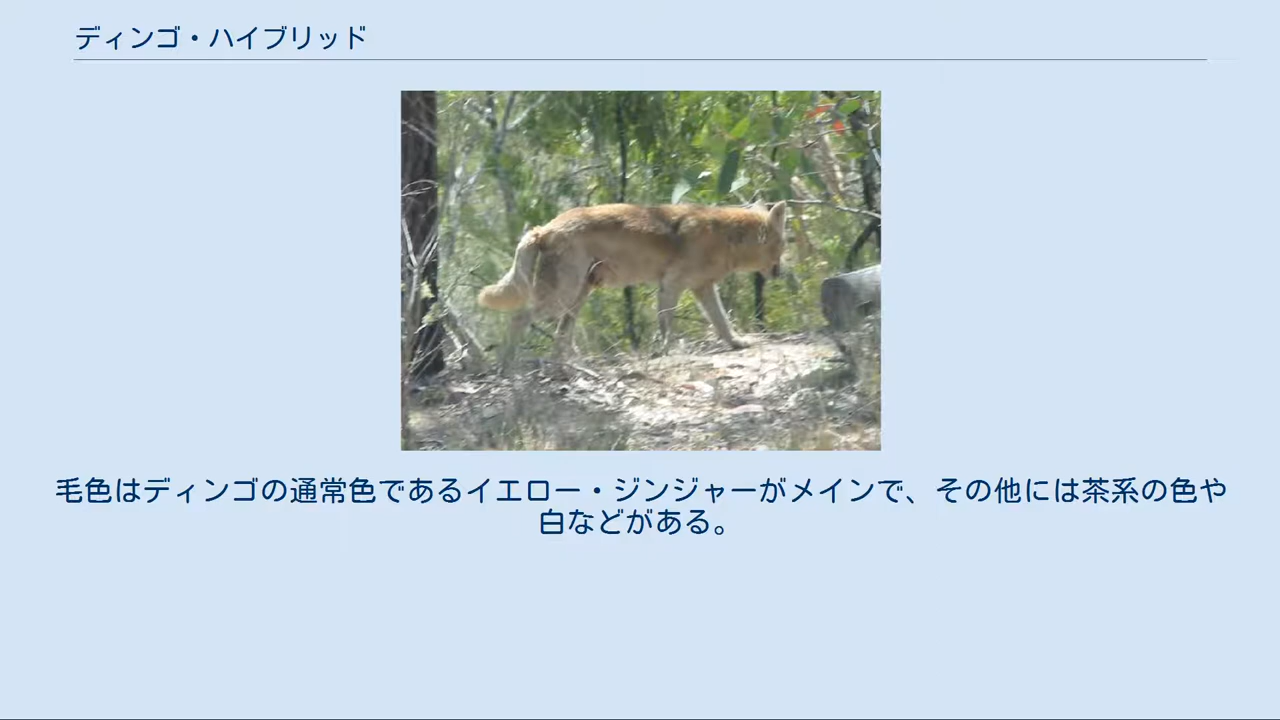 ディンゴ・ハイブリッド
毛色はディンゴの通常色であるイエロー・ジンジャーがメインで、その他には茶系の色や
白などがある。